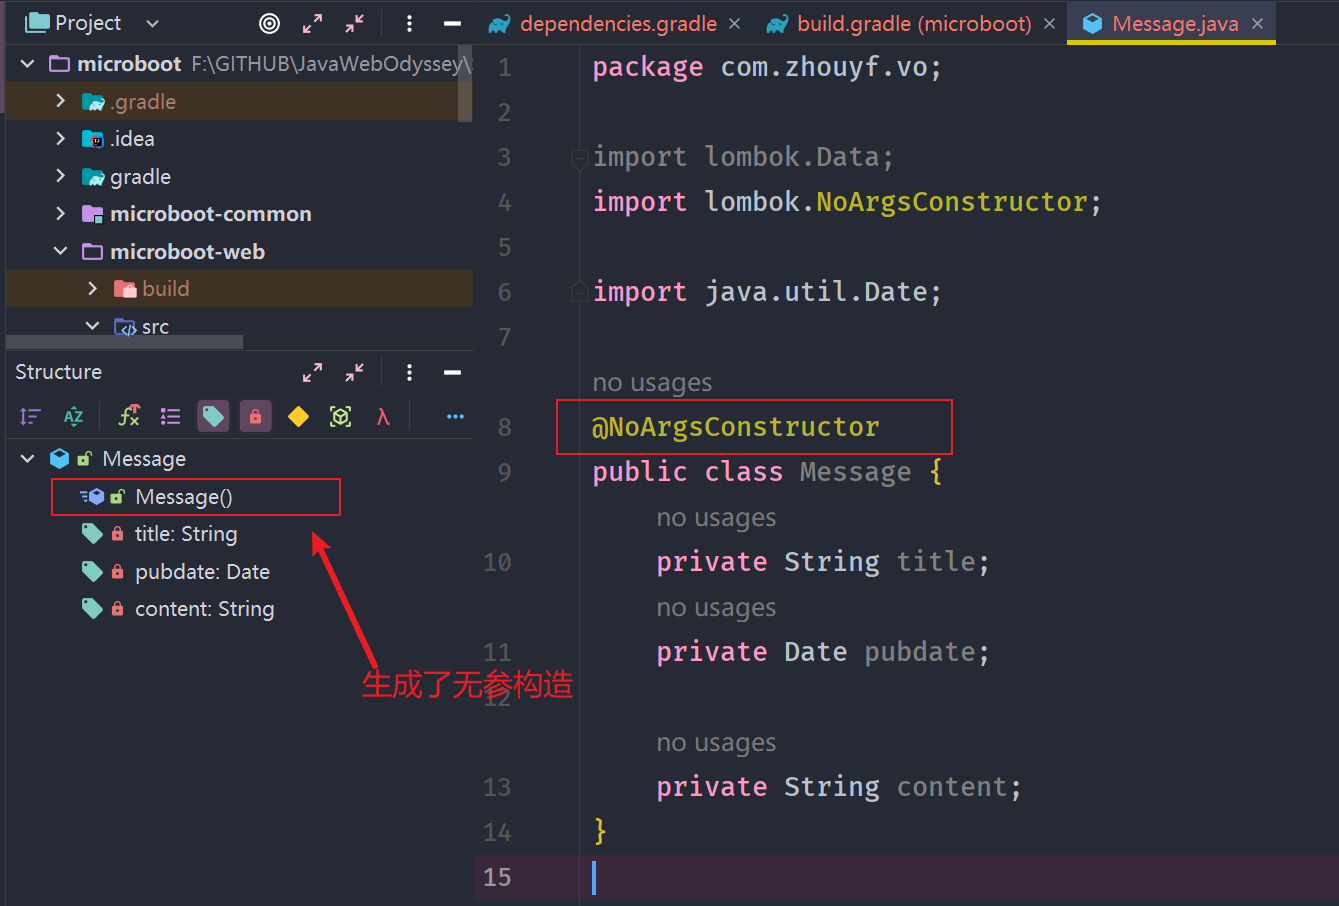 Project
microboot F:\GITHUB\JavaWebOdyssey\
.gradle
.idea
gradle
microboot-common
microboot-web
build
src
Structure
Message
Message()
title: String
pubdate: Date
content: String
生成了无参构造
dependencies.gradle
build.gradle (microboot)
Message.java
1 package com.zhouyf.vo;
2
3 import lombok.Data;
4 import lombok.NoArgsConstructor;
5
6 import java.util.Date;
7
no usages
8 @NoArgsConstructor
9 public class Message {
no usages
10 private String title;
no usages
11 private Date pubdate;
12
no usages
13 private String content;
14 }
15